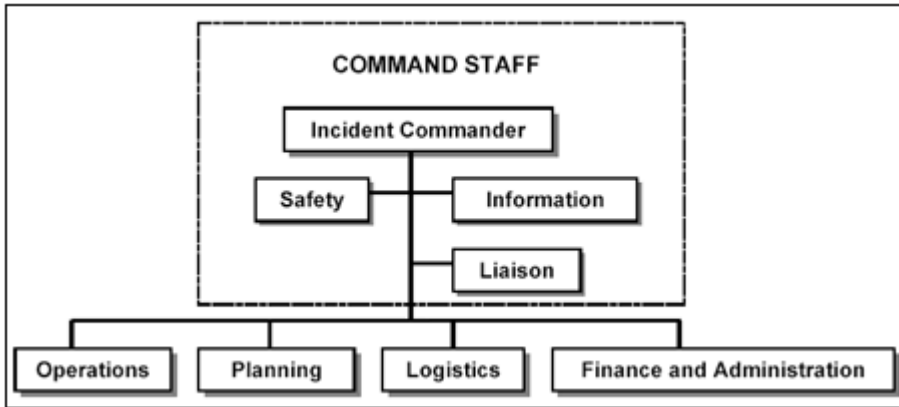 COMMAND STAFF
Incident Commander
Safety
Information
Liaison
Operations
Planning
Logistics
Finance and Administration